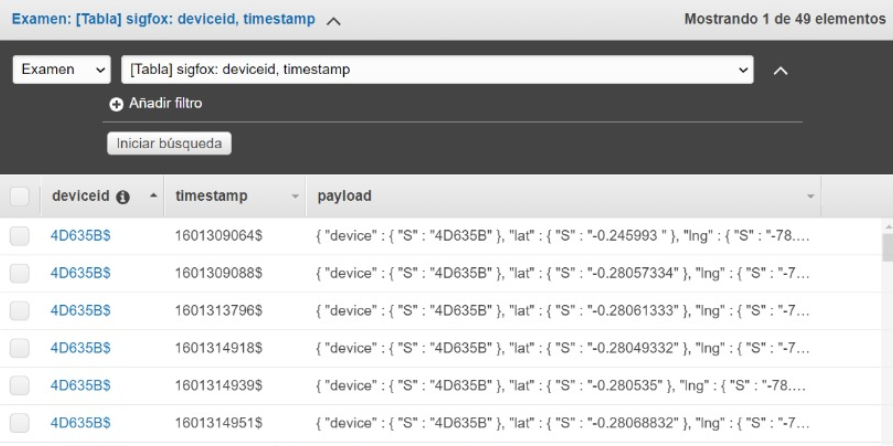 Examen: [Tabla] sigfox: deviceid, timestamp Mostrando 1 de 49 elementos
Examen [Tabla] sigfox: deviceid, timestamp
Añadir filtro
Iniciar búsqueda
deviceid timestamp payload
4D635B$ 1601309064$ { "device" : { "S" : "4D635B" }, "lat" : { "S" : "-0.245993 " }, "lng" : { "S" : "-78....
4D635B$ 1601309088$ { "device" : { "S" : "4D635B" }, "lat" : { "S" : "-0.28057334" }, "lng" : { "S" : "-7...
4D635B$ 1601313796$ { "device" : { "S" : "4D635B" }, "lat" : { "S" : "-0.28061333" }, "lng" : { "S" : "-7...
4D635B$ 1601314918$ { "device" : { "S" : "4D635B" }, "lat" : { "S" : "-0.28049332" }, "lng" : { "S" : "-7...
4D635B$ 1601314939$ { "device" : { "S" : "4D635B" }, "lat" : { "S" : "-0.280535" }, "lng" : { "S" : "-78....
4D635B$ 1601314951$ { "device" : { "S" : "4D635B" }, "lat" : { "S" : "-0.28068832" }, "lng" : { "S" : "-7...